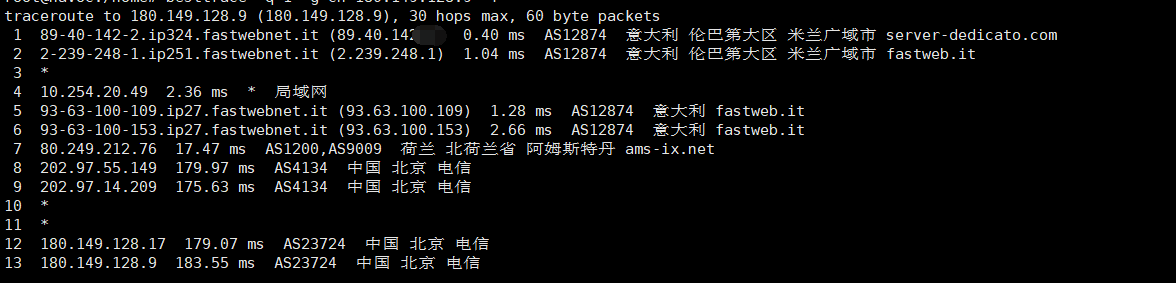 traceroute to 180.149.128.9 (180.149.128.9), 30 hops max, 60 byte packets
1 89-40-142-2.ip324.fastwebnet.it (89.40.142 0.40 ms AS12874 意大利 伦巴第大区 米兰广域市 server-dedicato.com
2 2-239-248-1.ip251.fastwebnet.it (2.239.248.1) 1.04 ms AS12874 意大利 伦巴第大区 米兰广域市 fastweb.it
3 *
4 10.254.20.49 2.36 ms * 局域网
5 93-63-100-109.ip27.fastwebnet.it (93.63.100.109) 1.28 ms AS12874 意大利 fastweb.it
6 93-63-100-153.ip27.fastwebnet.it (93.63.100.153) 2.66 ms AS12874 意大利 fastweb.it
7 80.249.212.76 17.47 ms AS1200,AS9009 荷兰 北荷兰省 阿姆斯特丹 ams-ix.net
8 202.97.55.149 179.97 ms AS4134 中国 北京 电信
9 202.97.14.209 175.63 ms AS4134 中国 北京 电信
10 *
11 *
12 180.149.128.17 179.07 ms AS23724 中国 北京 电信
13 180.149.128.9 183.55 ms AS23724 中国 北京 电信